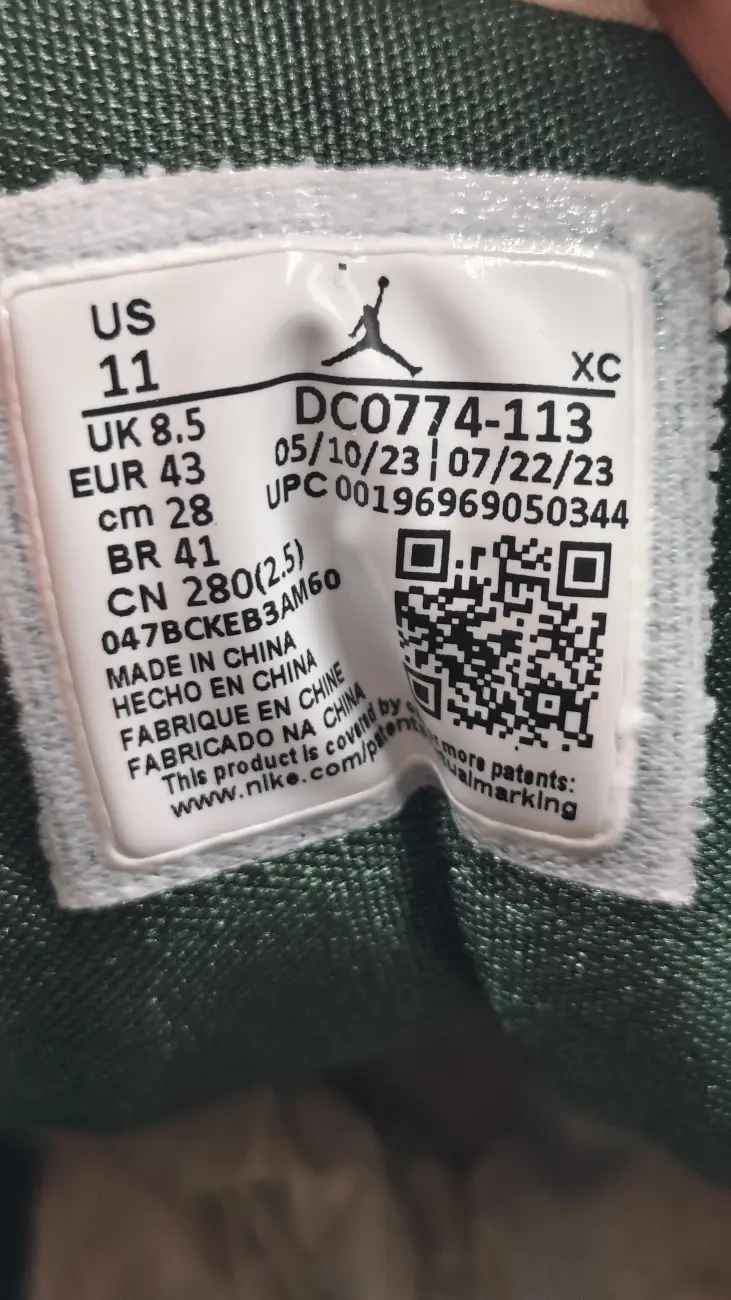 US
11
XC
UK 8.5
EUR 43
cm 28
BR 41
CN 280(2.5)
047BCKEB3AM60
DC0774-113
05/10/23 | 07/22/23
UPC 00196969050344
MADE IN CHINA
HECHO EN CHINA
FABRIQUE EN CHINE
FABRICADO NA CHINA
This product is covered by more patents:
www.nike.com/patents